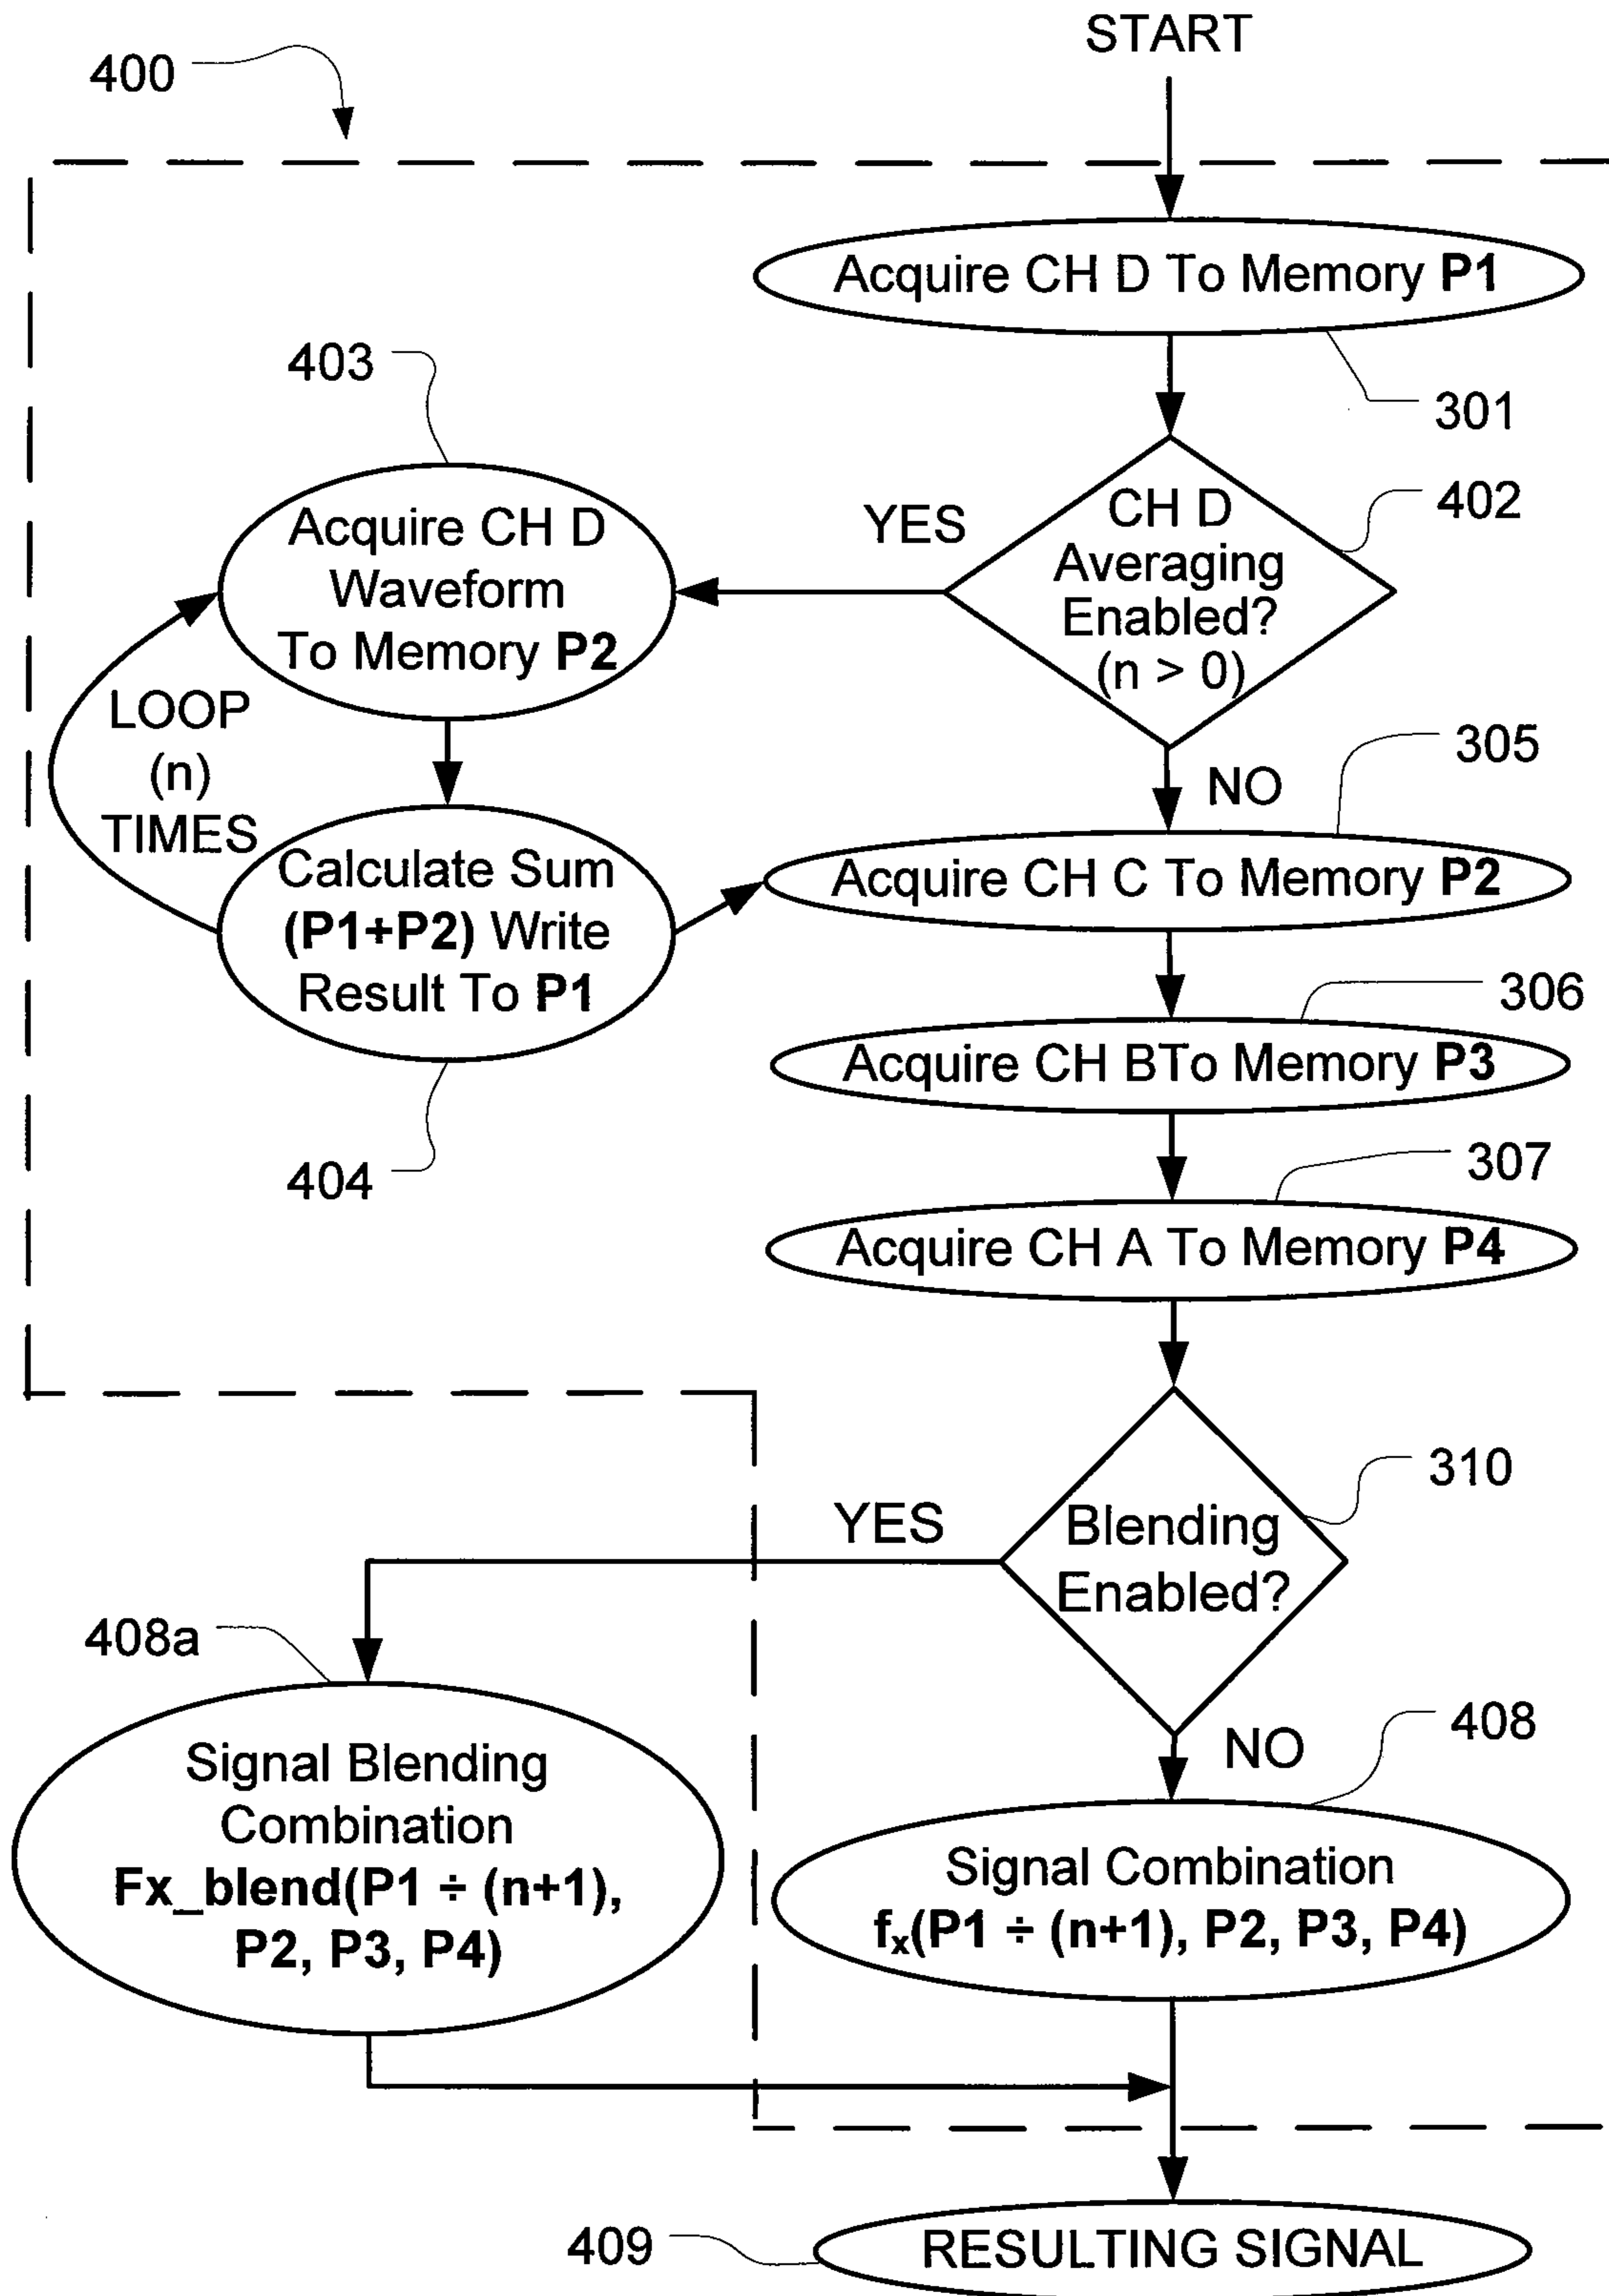 START
400
Acquire CH D To Memory P1
301
403
402
YES
CH D
Averaging
Enabled?
(n > 0)
Acquire CH D
Waveform
To Memory P2
LOOP
(n)
TIMES
305
NO
Calculate Sum
(P1+P2) Write
Result To P1
Acquire CH C To Memory P2
306
Acquire CH BTo Memory P3
404
307
Acquire CH A To Memory P4
310
YES
Blending
Enabled?
408a
408
NO
Signal Blending
Combination
Fx_blend(P1 ÷ (n+1),
P2, P3, P4)
Signal Combination
fx(P1 ÷ (n+1), P2, P3, P4)
409
RESULTING SIGNAL